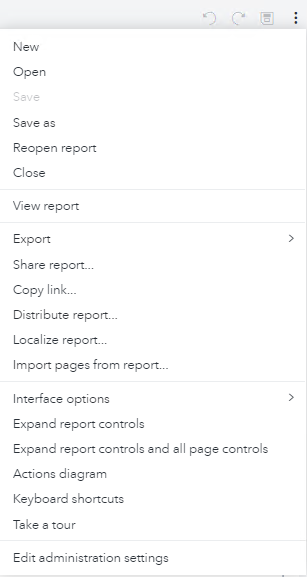 New
Open
Save
Save as
Reopen report
Close
View report
Export
Share report...
Copy link...
Distribute report...
Localize report...
Import pages from report...
Interface options
Expand report controls
Expand report controls and all page controls
Actions diagram
Keyboard shortcuts
Take a tour
Edit administration settings